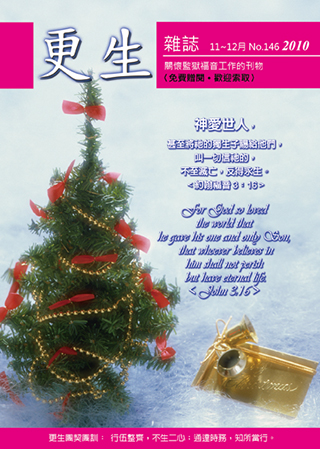 更生
雜誌 11~12月 No.146 2010
關懷監獄福音工作的刊物
(免費贈閱・歡迎索取)
神愛世人，
甚至將祂的獨生子賜給他們，
叫一切信祂的，
不至滅亡，反得永生。
<約翰福音 3：16>
For God so loved
the world that
he gave his one and only Son,
that whoever believes in
him shall not perish
but have eternal life.
< John 3:16 >
更生團契團訓： 行伍整齊，不生二心；通達時務，知所當行。